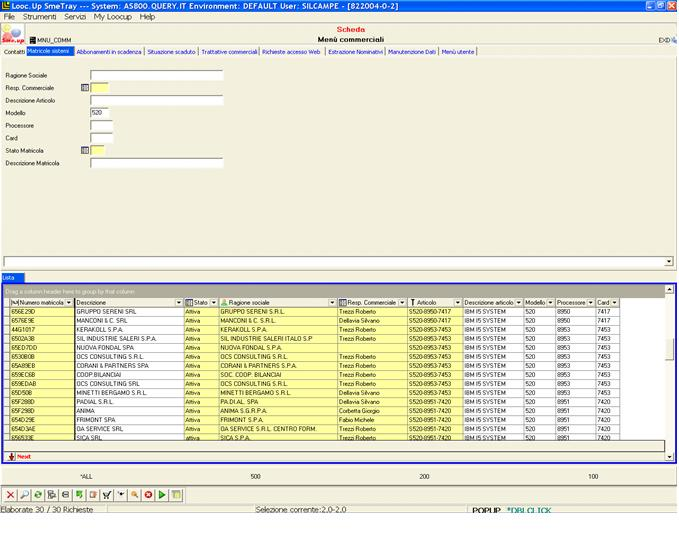 Looc.Up SmeTray --- System: AS800.QUERY.IT Environment: DEFAULT User: SILCAMPE - [822004-0-2]
File Strumenti Servizi My Loocup Help
Scheda
MNU_COMM Menù commerciali EXD
Contatti Matricole sistemi Abbonamenti in scadenza Situazione scaduto Trattative commerciali Richieste accesso Web Estrazione Nominativi Manutenzione Dati Menù utente
Ragione Sociale
Resp. Commerciale
Descrizione Articolo
Modello 520
Processore
Card
Stato Matricola
Descrizione Matricola
Lista
Drag a column header here to group by that column
Numero matricola Descrizione Stato Ragione sociale Resp. Commerciale Articolo Descrizione articolo Modello Processore Card
656E29D GRUPPO SERENI SRL Attiva GRUPPO SERENI S.R.L. Trezzi Roberto S520-8950-7417 IBM I5 SYSTEM 520 8950 7417
6576E9E MANCONI & C. SRL Attiva MANCONI & C. S.R.L. Dellavia Silvano S520-8951-7417 IBM I5 SYSTEM 520 8951 7417
44G1017 KERAKOLL S.P.A. Attiva KERAKOLL S.P.A. Trezzi Roberto S520-8953-7453 IBM I5 SYSTEM 520 8953 7453
6502A3B SIL INDUSTRIE SALERI S.P.A. Attiva SIL INDUSTRIE SALERI ITALO S.P Trezzi Roberto S520-8953-7453 IBM I5 SYSTEM 520 8953 7453
65ED7DD NUOVA FONDAL SPA Attiva NUOVA FONDAL S.P.A. S520-8953-7453 IBM I5 SYSTEM 520 8953 7453
6530B0B OCS CONSULTING S.R.L. Attiva OCS CONSULTING S.R.L. Trezzi Roberto S520-8953-7453 IBM I5 SYSTEM 520 8953 7453
65A89EB CORANI & PARTNERS SPA Attiva CORANI & PARTNERS S.P.A. Trezzi Roberto S520-8953-7453 IBM I5 SYSTEM 520 8953 7453
659EC6B COOP.BILANCIAI Attiva SOC. COOP. BILANCIAI Trezzi Roberto S520-8953-7453 IBM I5 SYSTEM 520 8953 7453
659EDAB OCS CONSULTING SRL Attiva OCS CONSULTING S.R.L. Dellavia Silvano S520-8953-7453 IBM I5 SYSTEM 520 8953 7453
65D50B MINETTI BERGAMO S.R.L. Attiva MINETTI BERGAMO S.R.L. Trezzi Roberto S520-8953-7453 IBM I5 SYSTEM 520 8953 7453
65F28BD PADIAL S.R.L. Attiva PA.DI.AL. SPA Dellavia Silvano S520-8951-7420 IBM I5 SYSTEM 520 8951 7420
65F298D ANIMA Attiva ANIMA S.G.R.P.A. Corbetta Giorgio S520-8951-7420 IBM I5 SYSTEM 520 8951 7420
654D29E FRIMONT SPA Attiva FRIMONT S.P.A. Fabio Michele S520-8951-7420 IBM I5 SYSTEM 520 8951 7420
654D3AE OA SERVICE SRL Attiva OA SERVICE S.R.L. CENTRO FORM. Trezzi Roberto S520-8951-7420 IBM I5 SYSTEM 520 8951 7420
656533E SICA SRL attiva SICA S.P.A. Trezzi Roberto S520-8951-7420 IBM I5 SYSTEM 520 8951 7420
Next
*ALL 500 200 100
Elaborate 30 / 30 Richieste Selezione corrente:2,0-2,0 POPUP *DBLCLICK